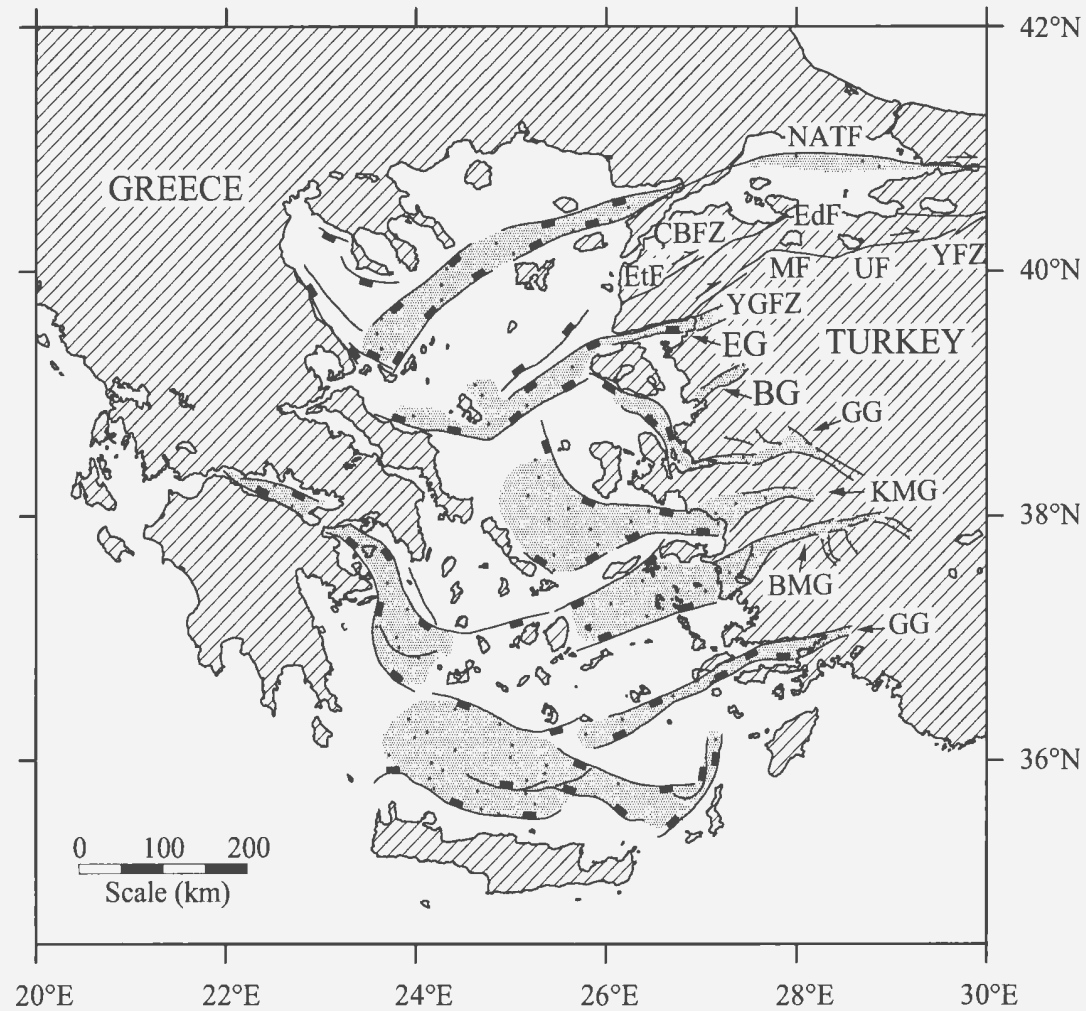 42°N
NATF
GREECE
EdF
ÇBFZ
40°N
EtF
MF
UF
YFZ
YGFZ
EG
TURKEY
BG
GG
KMG
38°N
BMG
GG
36°N
0 100 200
Scale (km)
20°E 22°E 24°E 26°E 28°E 30°E